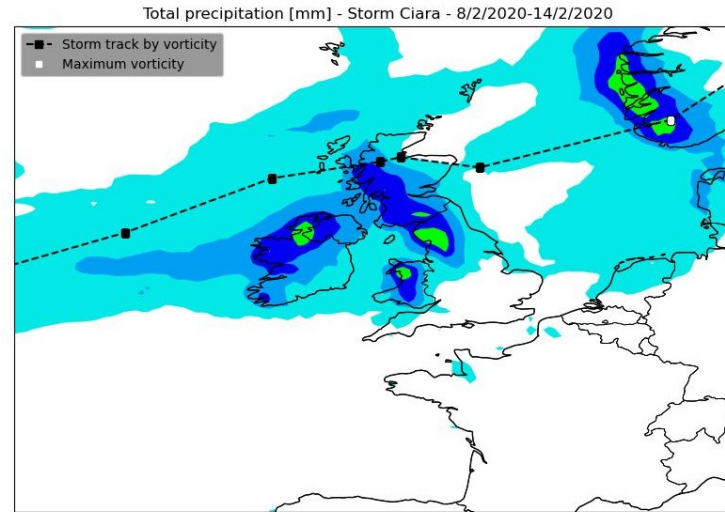 Total precipitation [mm] - Storm Ciara - 8/2/2020-14/2/2020
Storm track by vorticity
Maximum vorticity